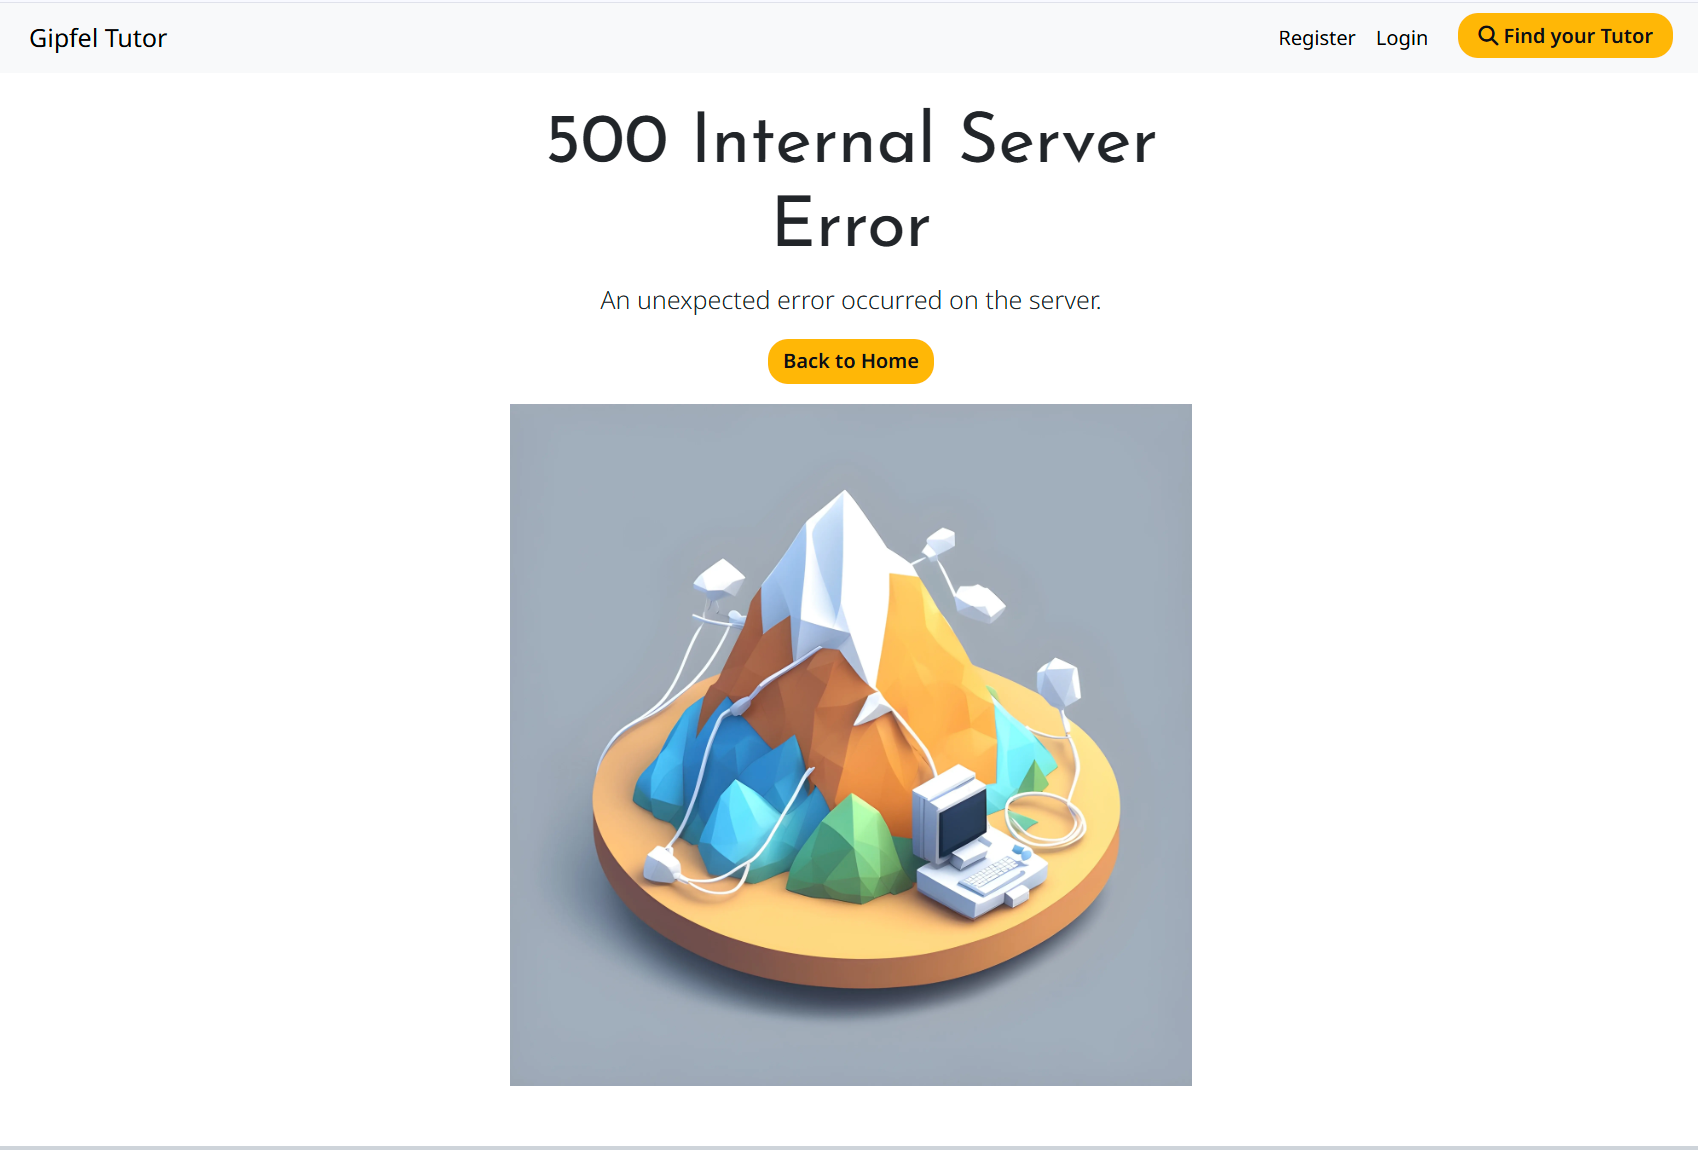 Gipfel Tutor
Register
Login
Find your Tutor
500 Internal Server
Error
An unexpected error occurred on the server.
Back to Home